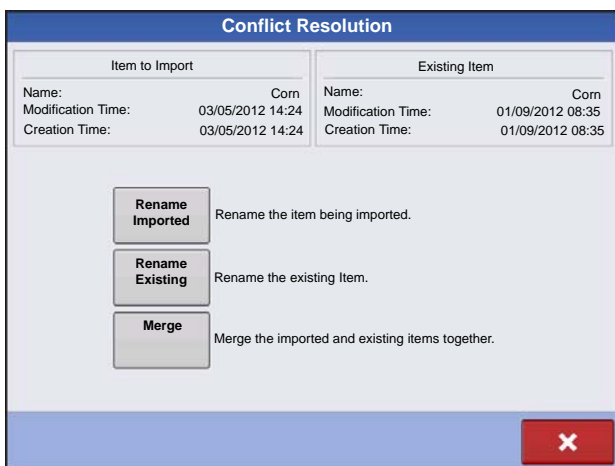 Conflict Resolution
Item to Import
Name: Corn
Modification Time: 03/05/2012 14:24
Creation Time: 03/05/2012 14:24
Existing Item
Name: Corn
Modification Time: 01/09/2012 08:35
Creation Time: 01/09/2012 08:35
Rename
Imported
Rename the item being imported.
Rename
Existing
Rename the existing Item.
Merge
Merge the imported and existing items together.